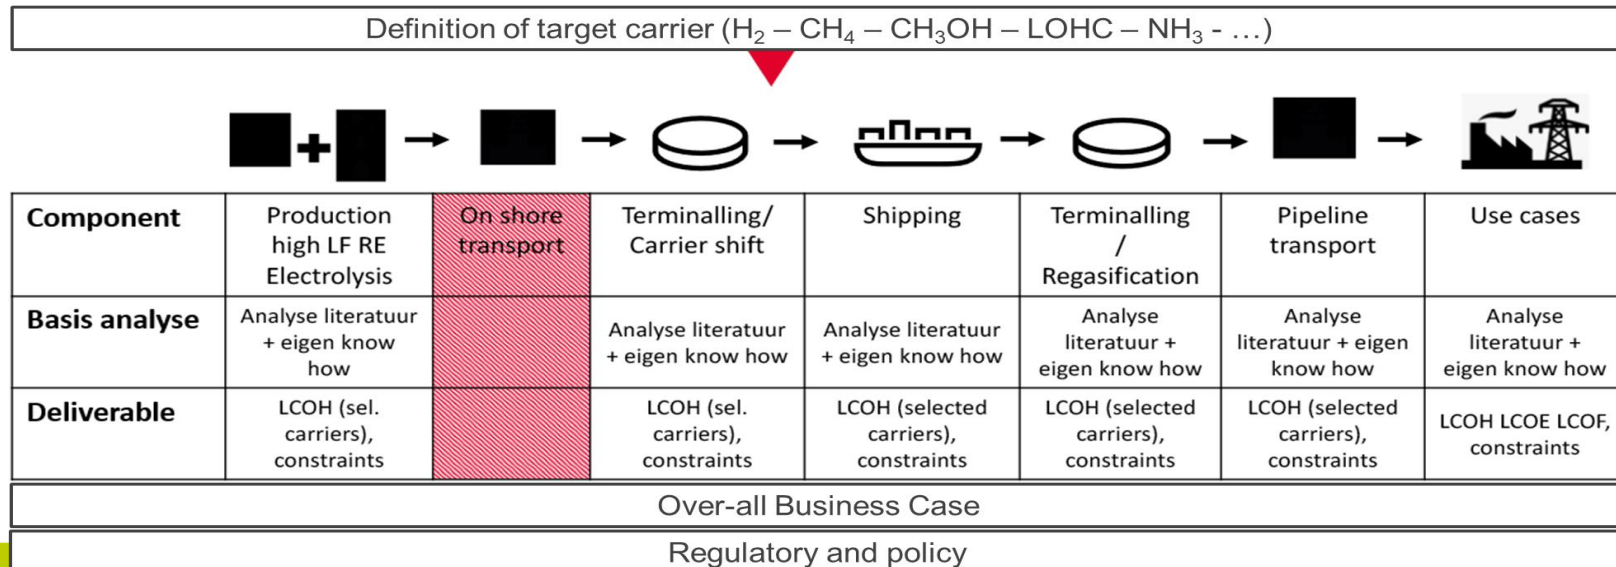 Definition of target carrier (H₂ – CH₄ – CH₃OH – LOHC – NH₃ - …)
Component
Production
high LF RE
Electrolysis
On shore
transport
Terminalling/
Carrier shift
Shipping
Terminalling
/
Regasification
Pipeline
transport
Use cases
Basis analyse
Analyse literatuur
+ eigen know
how
Analyse literatuur
+ eigen know how
Analyse literatuur
+ eigen know how
Analyse
literatuur +
eigen know how
Analyse
literatuur + eigen
know how
Analyse
literatuur +
eigen know how
Deliverable
LCOH (sel.
carriers),
constraints
LCOH (sel.
carriers),
constraints
LCOH (selected
carriers),
constraints
LCOH (selected
carriers),
constraints
LCOH (selected
carriers),
constraints
LCOH LCOE LCOF,
constraints
Over-all Business Case
Regulatory and policy